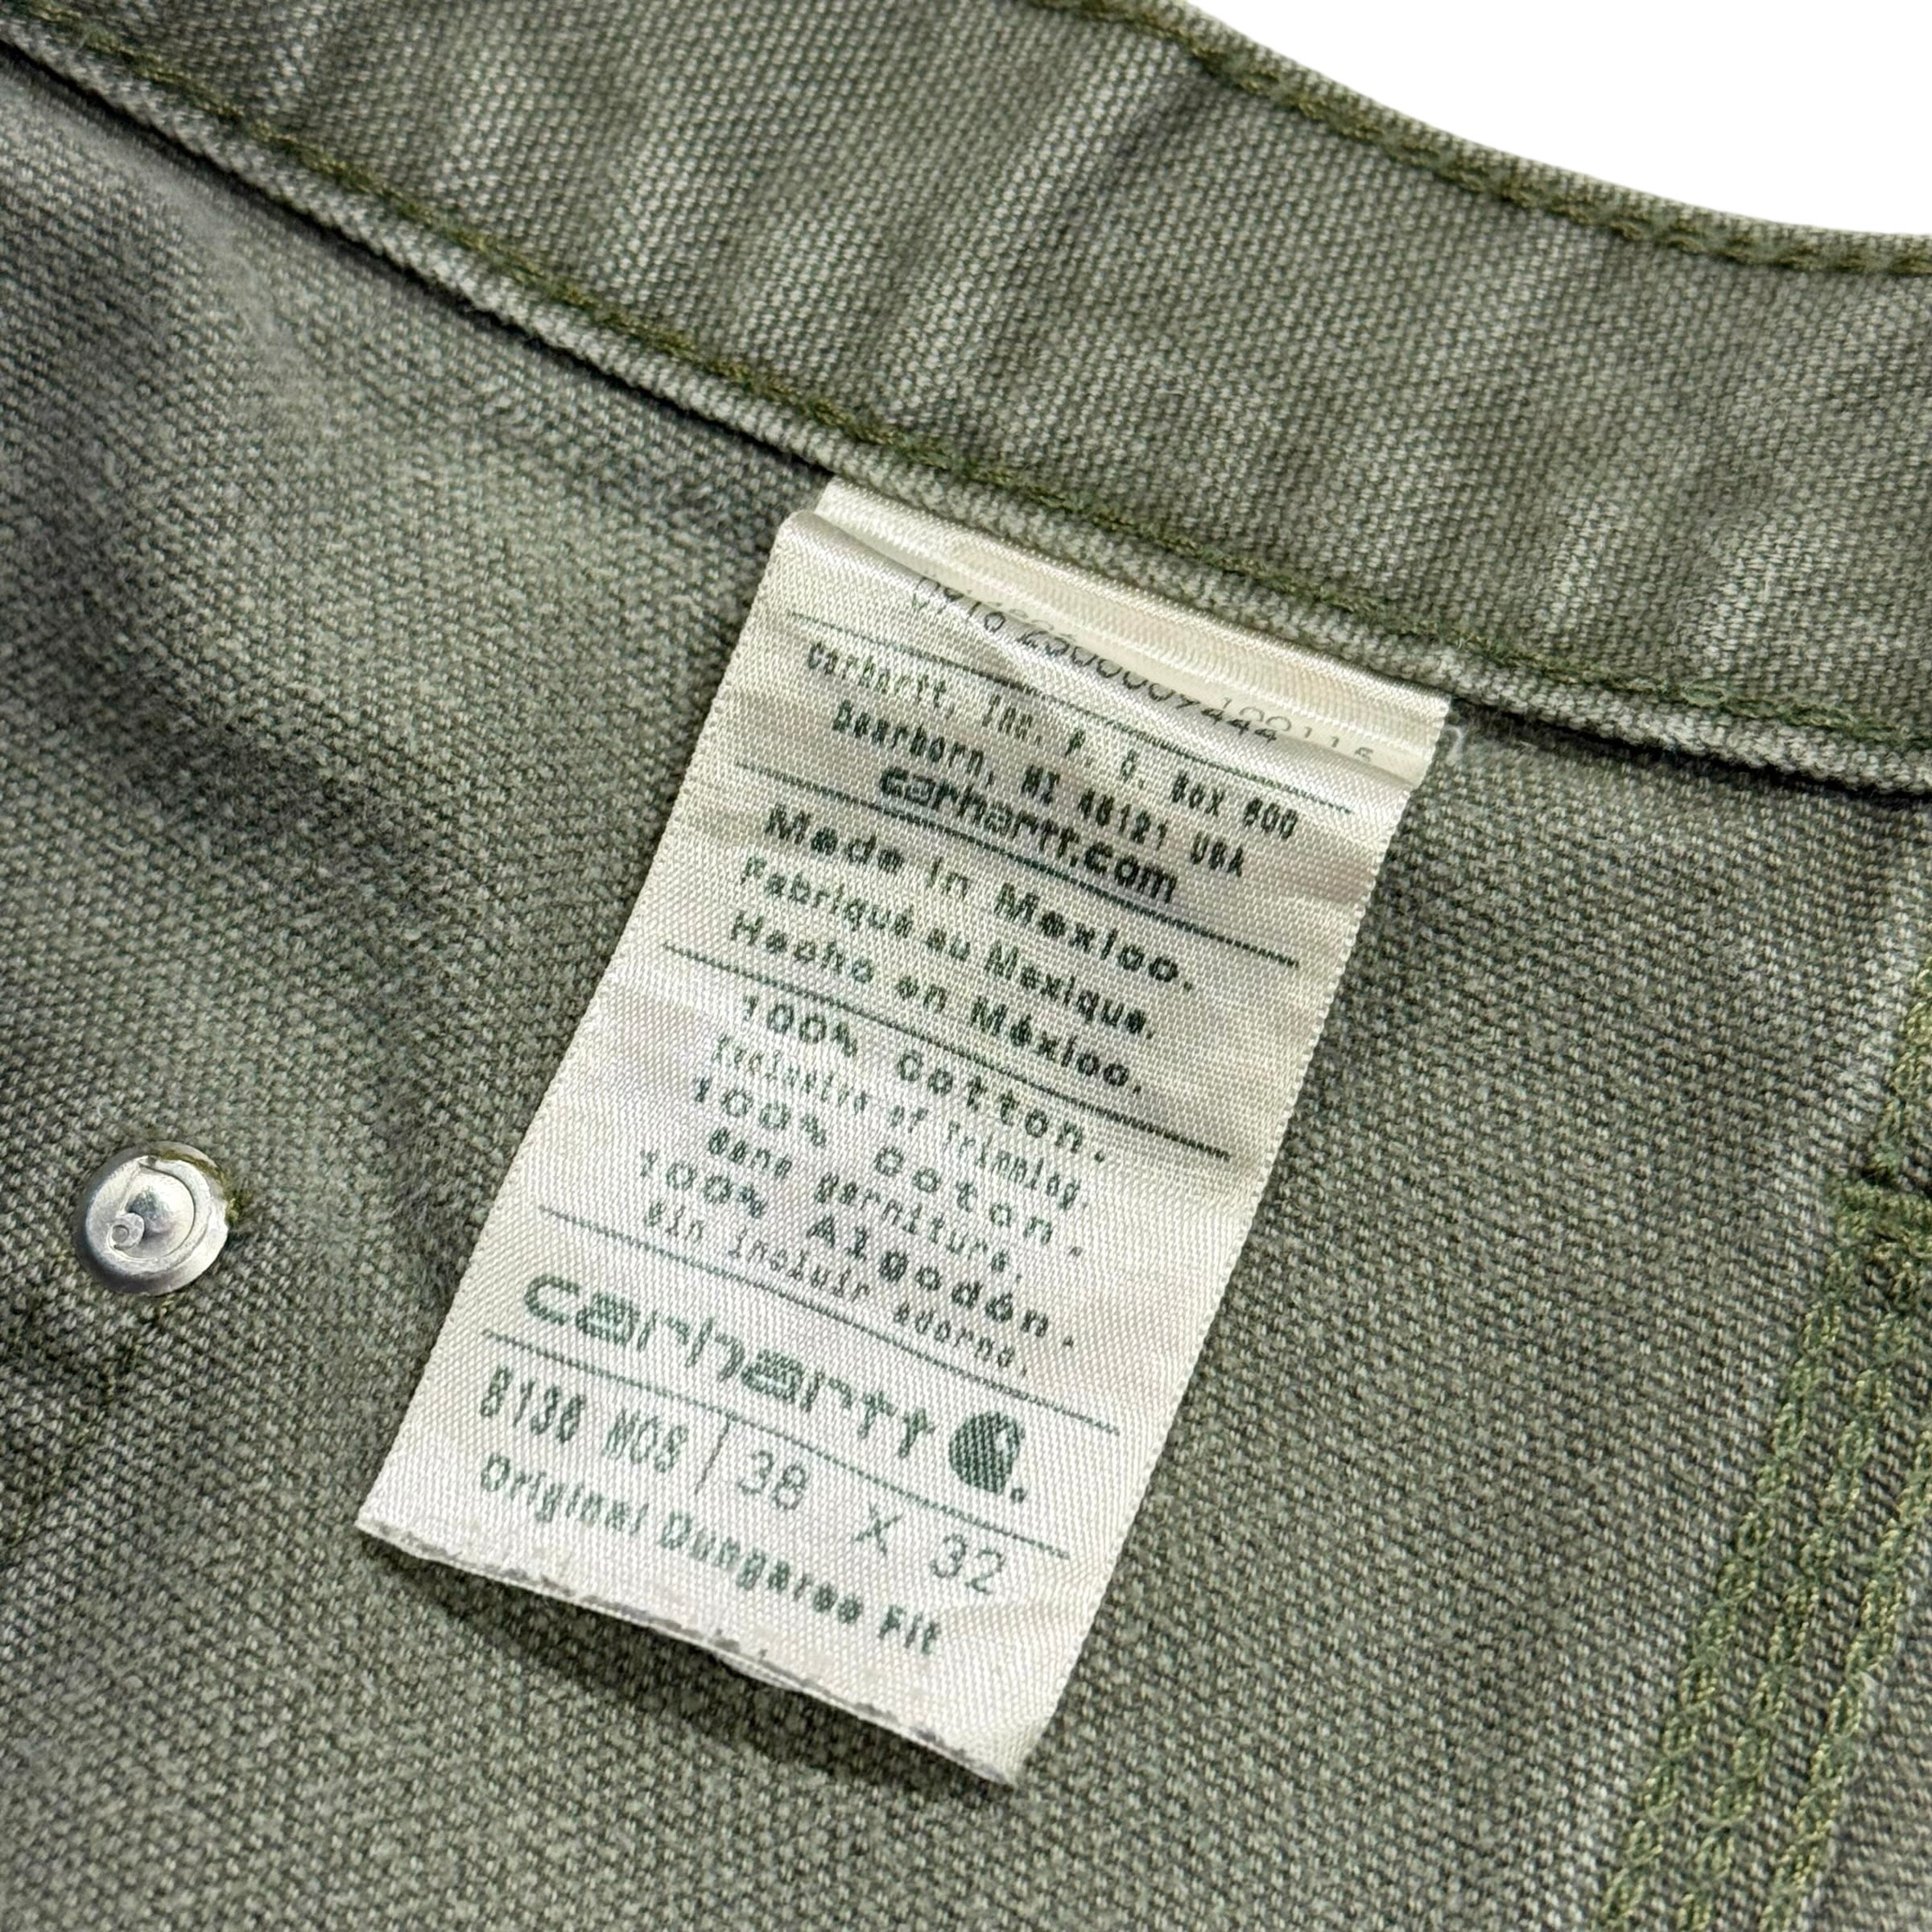 Carhartt, Inc. P. O. Box 600
Dearborn, MI 48121 USA
carhartt.com
Made in Mexico.
Fabriqué au Mexique.
Hecho en México.
100% Cotton.
Exclusive of Trimming.
100% Coton.
Sans garniture.
100% Algodón.
Sin incluir adorno.
carhartt
B136 MOS 38 X 32
Original Dungaree Fit